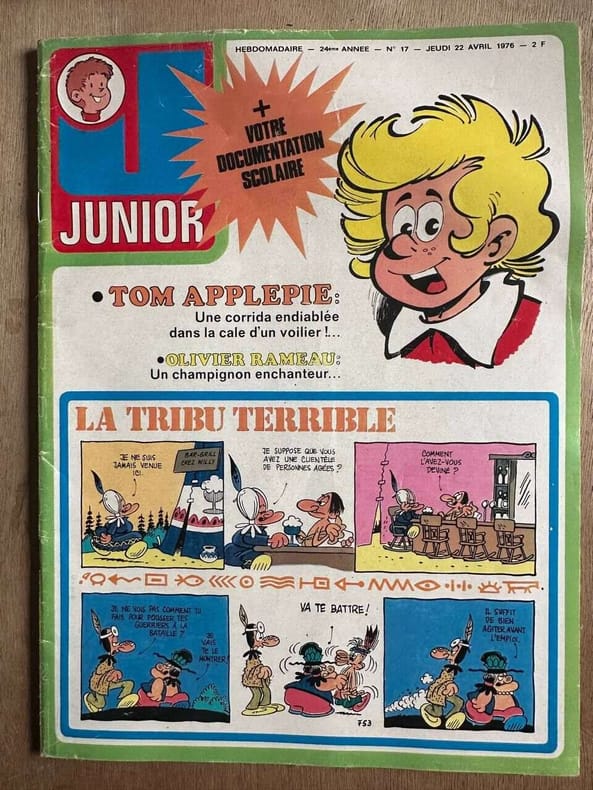 HEBDOMADAIRE — 24ème ANNEE — N° 17 — JEUDI 22 AVRIL 1976 — 2 F
J
JUNIOR
+
VOTRE
DOCUMENTATION
SCOLAIRE
• TOM APPLEPIE:
Une corrida endiablée
dans la cale d'un voilier !...
• OLIVIER RAMEAU:
Un champignon enchanteur...
LA TRIBU TERRIBLE
JE NE SUIS
JAMAIS VENUE
ICI.
BAR-GRILL
CHEZ WILLY
JE SUPPOSE QUE VOUS
AVEZ UNE CLIENTÈLE
DE PERSONNES AGÉES ?
COMMENT
L'AVEZ-VOUS
DEVINÉ ?
JE NE VOIS PAS COMMENT TU
FAIS POUR POUSSER TES
GUERRIERS A LA
BATAILLE ?
JE
VAIS
TE LE
MONTRER!
VA TE BATTRE!
753
IL SUFFIT
DE BIEN
AGITER AVANT
L'EMPLOI.